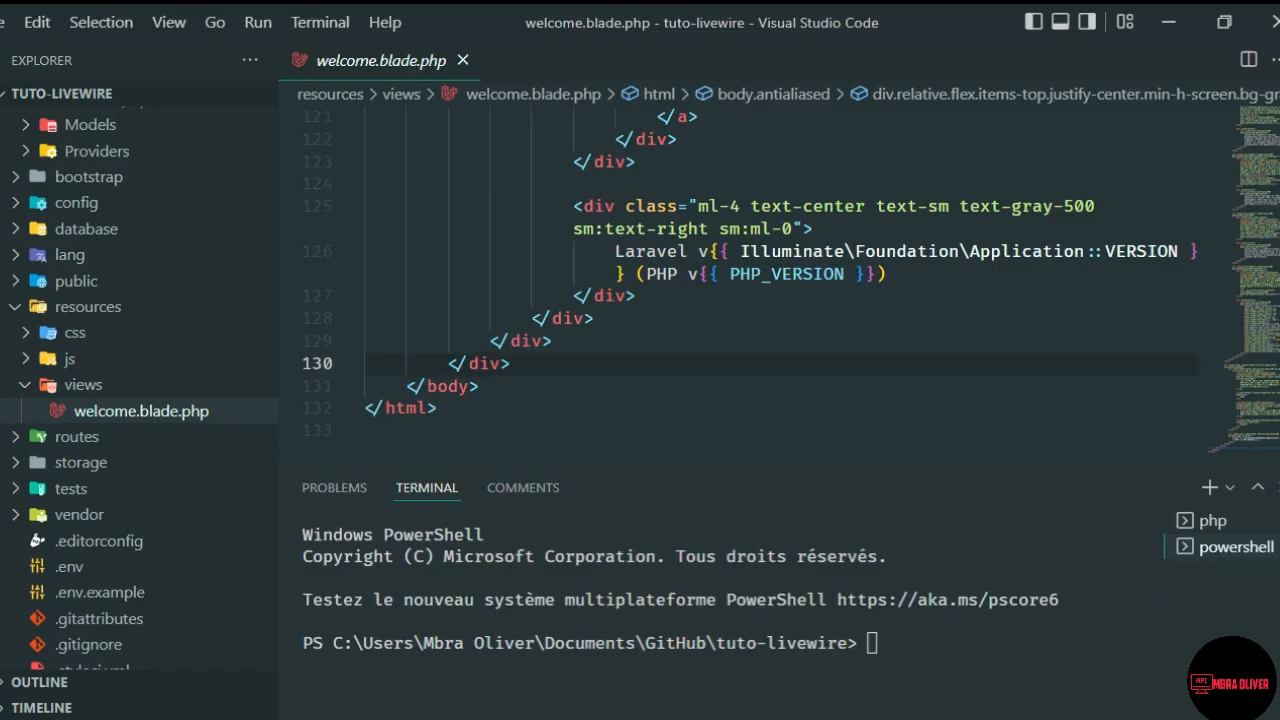 Edit Selection View Go Run Terminal Help welcome.blade.php - tuto-livewire - Visual Studio Code
EXPLORER ···
TUTO-LIVEWIRE
Models
Providers
bootstrap
config
database
lang
public
resources
css
js
views
welcome.blade.php
routes
storage
tests
vendor
.editorconfig
.env
.env.example
.gitattributes
.gitignore
OUTLINE
TIMELINE
welcome.blade.php
resources > views > welcome.blade.php > html > body.antialiased > div.relative.flex.items-top.justify-center.min-h-screen.bg-gr
121 </a>
122 </div>
123 </div>
124
125 <div class="ml-4 text-center text-sm text-gray-500
sm:text-right sm:ml-0">
126 Laravel v{{ Illuminate\Foundation\Application::VERSION }
} (PHP v{{ PHP_VERSION }})
127 </div>
128 </div>
129 </div>
130 </div>
131 </body>
132 </html>
133
PROBLEMS TERMINAL COMMENTS
Windows PowerShell
Copyright (C) Microsoft Corporation. Tous droits réservés.
Testez le nouveau système multiplateforme PowerShell https://aka.ms/pscore6
PS C:\Users\Mbra Oliver\Documents\GitHub\tuto-livewire>
php
powershell
API
MBRA OLIVER